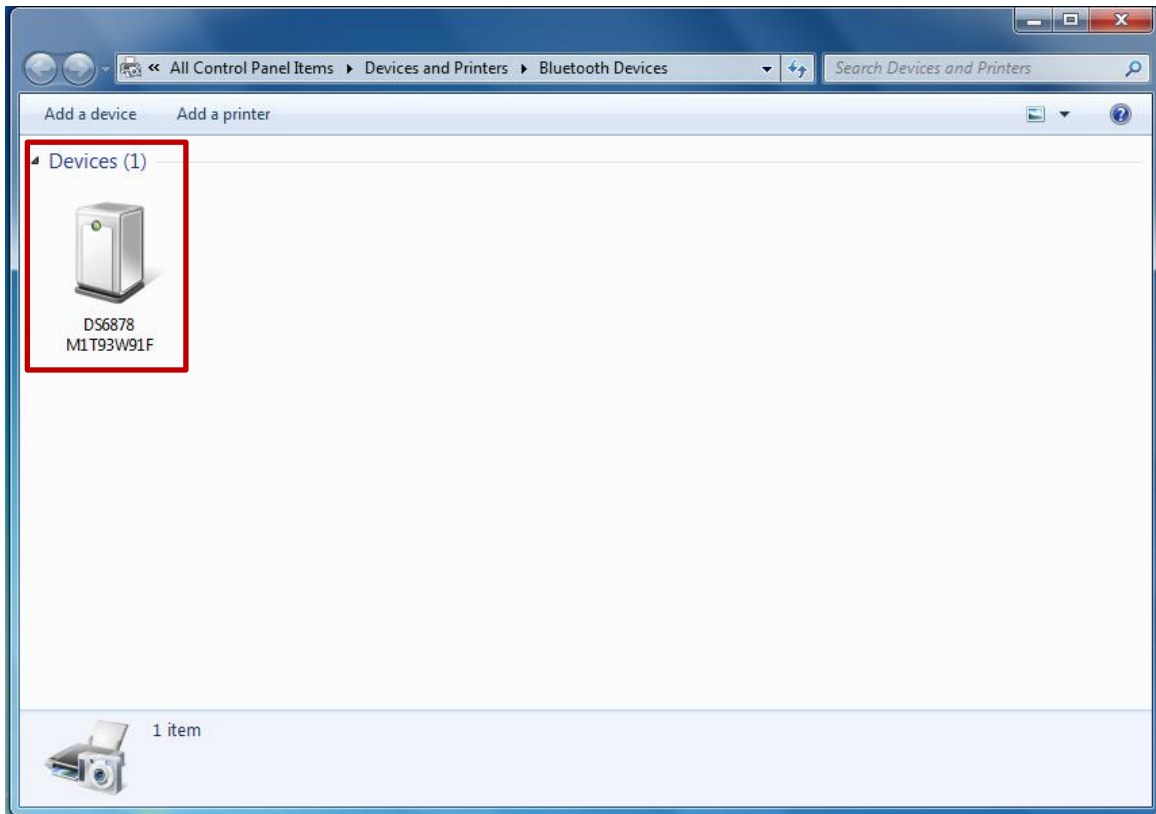 « All Control Panel Items ▸ Devices and Printers ▸ Bluetooth Devices
Search Devices and Printers
Add a device Add a printer
Devices (1)
DS6878
M1T93W91F
1 item